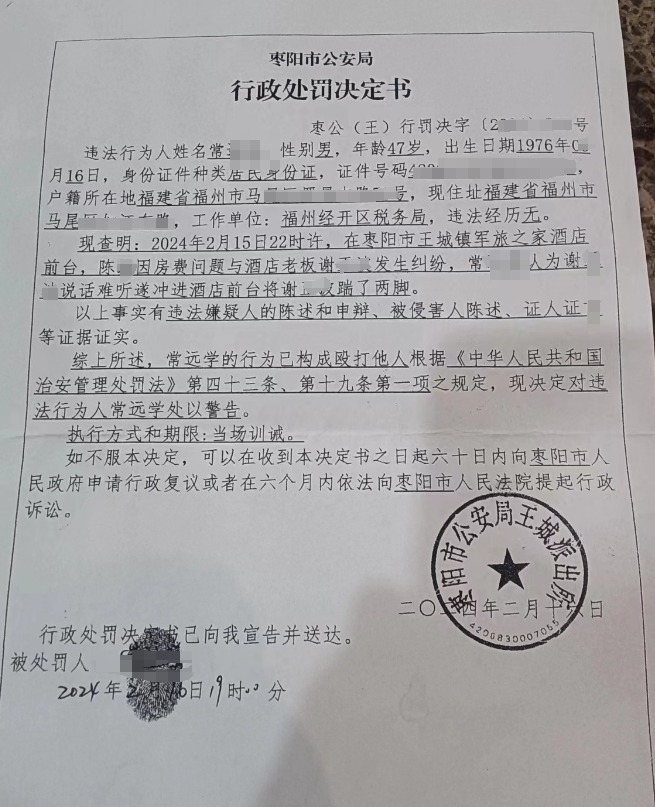 枣阳市公安局
行政处罚决定书
枣公（王）行罚决字〔2 号
违法行为人姓名常 性别男，年龄47岁，出生日期1976年0
月16日，身份证件种类居民身份证，证件号码
户籍所在地福建省福州市马 号，现住址福建省福州市
马尾 ，工作单位：福州经开区税务局，违法经历无。
现查明：2024年2月15日22时许，在枣阳市王城镇军旅之家酒店
前台，陈 因房费问题与酒店老板谢 发生纠纷，常 人为谢
说话难听遂冲进酒店前台将谢 踹了两脚。
以上事实有违法嫌疑人的陈述和申辩、被侵害人陈述、证人证
等证据证实。
综上所述，常远学的行为已构成殴打他人根据《中华人民共和国
治安管理处罚法》第四十三条、第十九条第一项之规定，现决定对违
法行为人常远学处以警告。
执行方式和期限：当场训诫。
如不服本决定，可以在收到本决定书之日起六十日内向枣阳市人
民政府申请行政复议或者在六个月内依法向枣阳市人民法院提起行政
诉讼。
枣阳市公安局王城派出所
4200830007055
二〇二四年二月十六日
行政处罚决定书已向我宣告并送达。
被处罚人
2024年2月16日19时00分